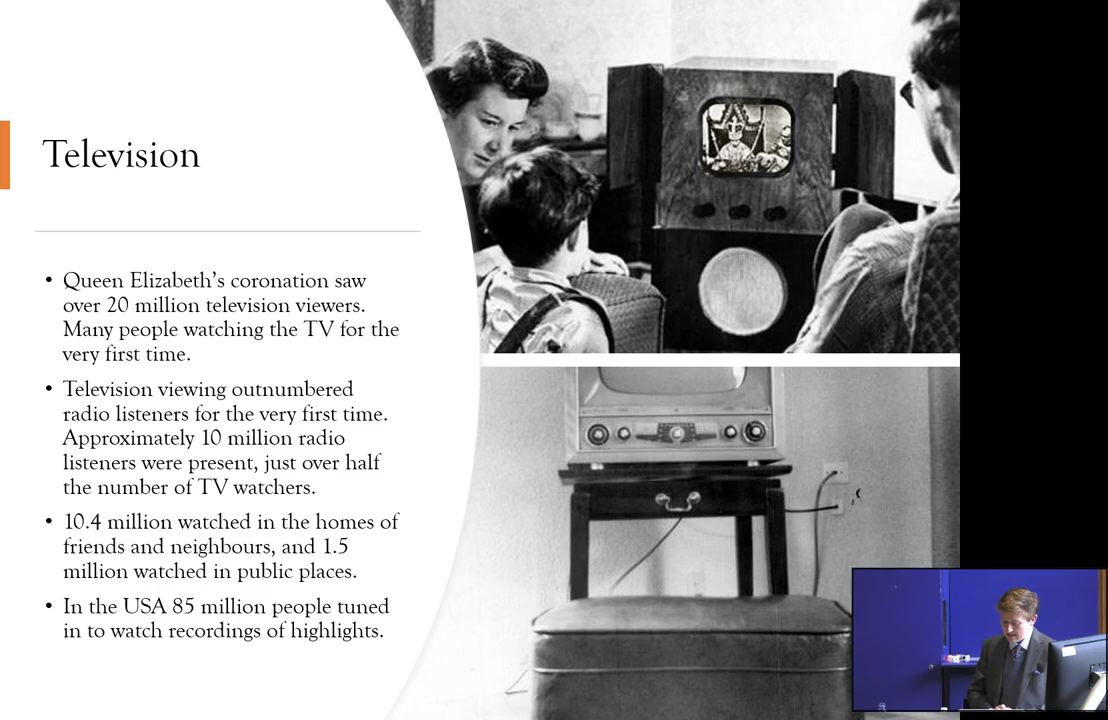 Television
• Queen Elizabeth's coronation saw
over 20 million television viewers.
Many people watching the TV for the
very first time.
• Television viewing outnumbered
radio listeners for the very first time.
Approximately 10 million radio
listeners were present, just over half
the number of TV watchers.
• 10.4 million watched in the homes of
friends and neighbours, and 1.5
million watched in public places.
• In the USA 85 million people tuned
in to watch recordings of highlights.